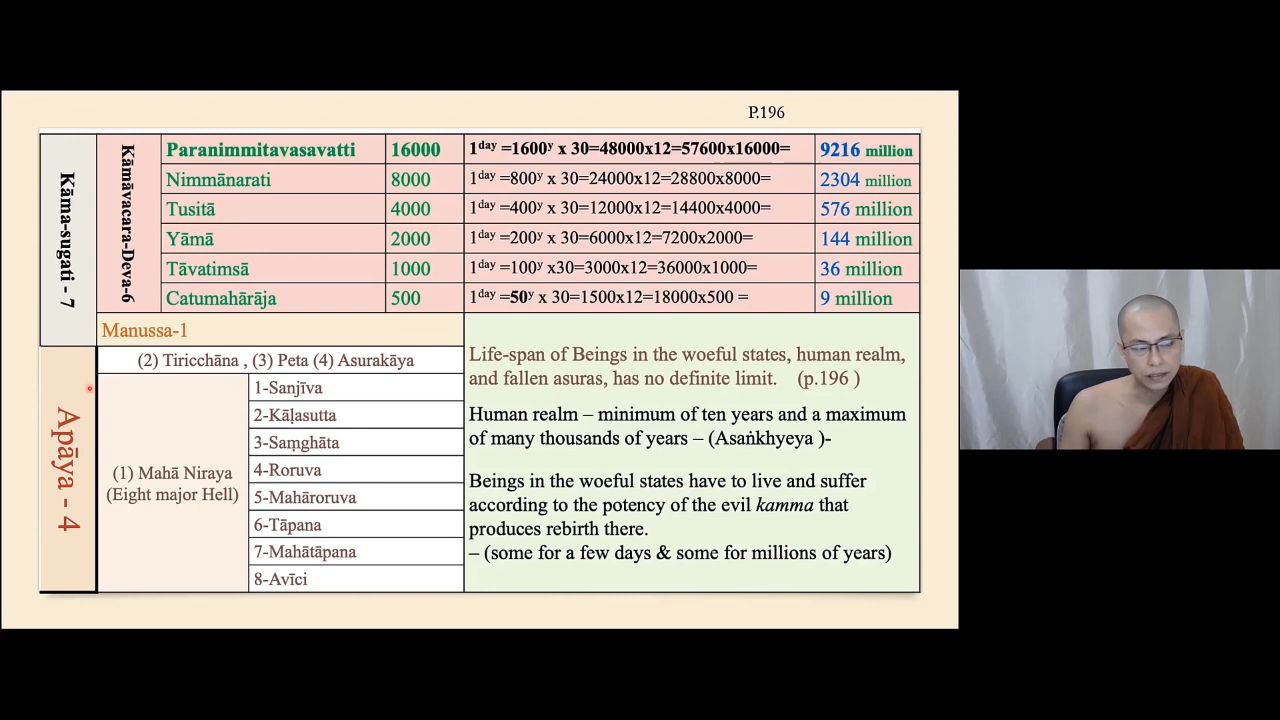 P.196
Kāma-sugati - 7
Kāmāvacara-Deva-6
Paranimmitavasavatti 16000 1day =1600y x 30=48000x12=57600x16000= 9216 million
Nimmānarati 8000 1day =800y x 30=24000x12=28800x8000= 2304 million
Tusitā 4000 1day =400y x 30=12000x12=14400x4000= 576 million
Yāmā 2000 1day =200y x 30=6000x12=7200x2000= 144 million
Tāvatimsā 1000 1day =100y x30=3000x12=36000x1000= 36 million
Catumahārāja 500 1day =50y x 30=1500x12=18000x500 = 9 million
Manussa-1
Apāya - 4
(2) Tiricchāna , (3) Peta (4) Asurakāya
(1) Mahā Niraya
(Eight major Hell)
1-Sanjīva
2-Kāḷasutta
3-Saṃghāta
4-Roruva
5-Mahāroruva
6-Tāpana
7-Mahātāpana
8-Avīci
Life-span of Beings in the woeful states, human realm,
and fallen asuras, has no definite limit. (p.196 )
Human realm – minimum of ten years and a maximum
of many thousands of years – (Asaṅkhyeya )-
Beings in the woeful states have to live and suffer
according to the potency of the evil kamma that
produces rebirth there.
– (some for a few days & some for millions of years)